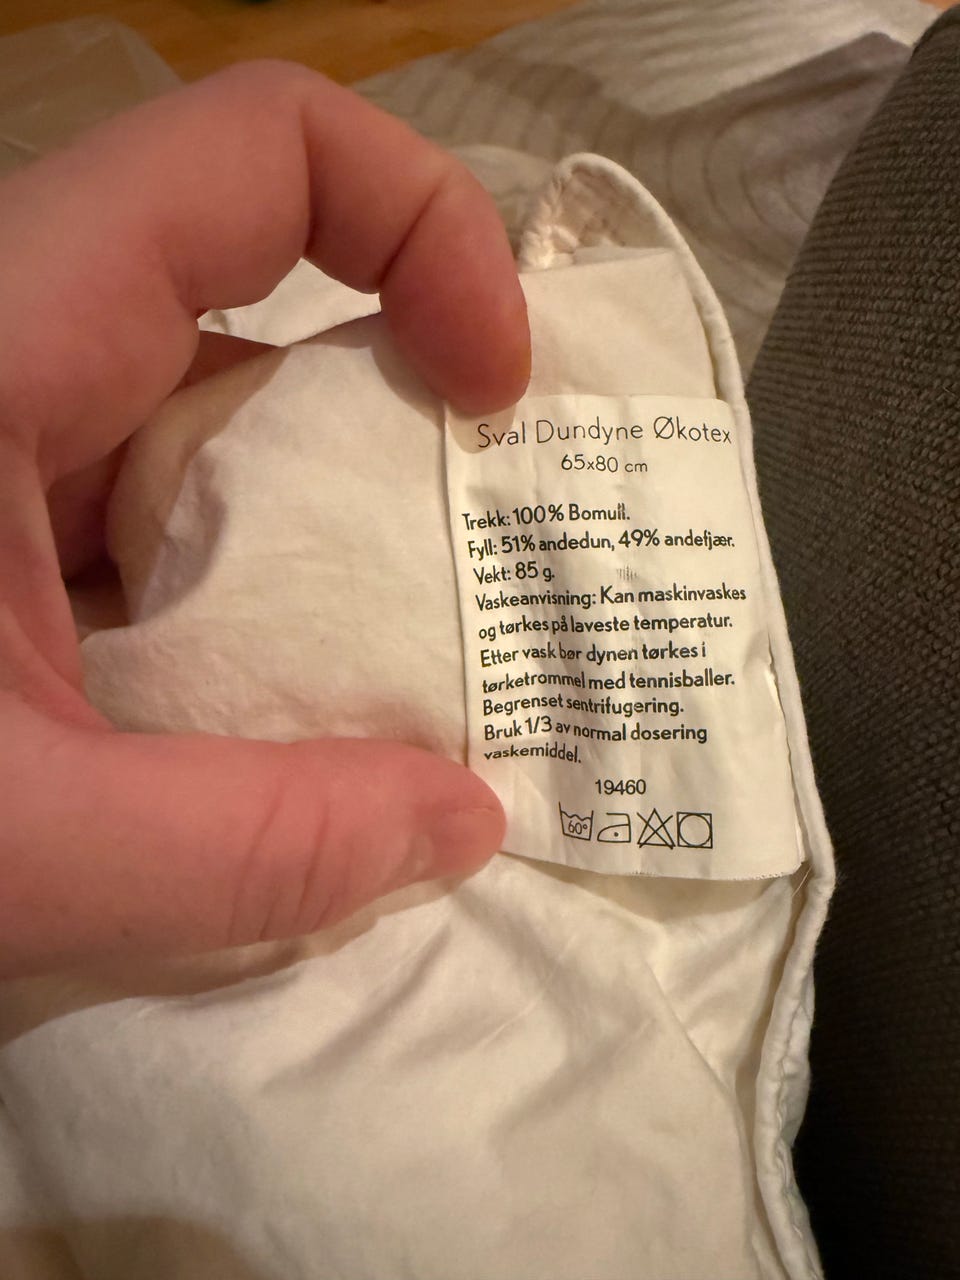 Sval Dundyne Økotex
65x80 cm
Trekk: 100% Bomull.
Fyll: 51% andedun, 49% andefjær.
Vekt: 85 g.
Vaskeanvisning: Kan maskinvaskes
og tørkes på laveste temperatur.
Etter vask bør dynen tørkes i
tørketrommel med tennisballer.
Begrenset sentrifugering.
Bruk 1/3 av normal dosering
vaskemiddel.
19460
60°